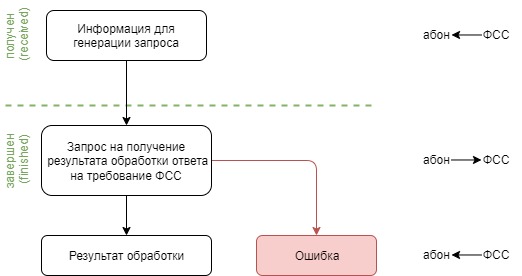 получен
(received)
Информация для
генерации запроса
абон
ФСС
завершен
(finished)
Запрос на получение
результата обработки ответа
на требование ФСС
абон
ФСС
Результат обработки
Ошибка
абон
ФСС